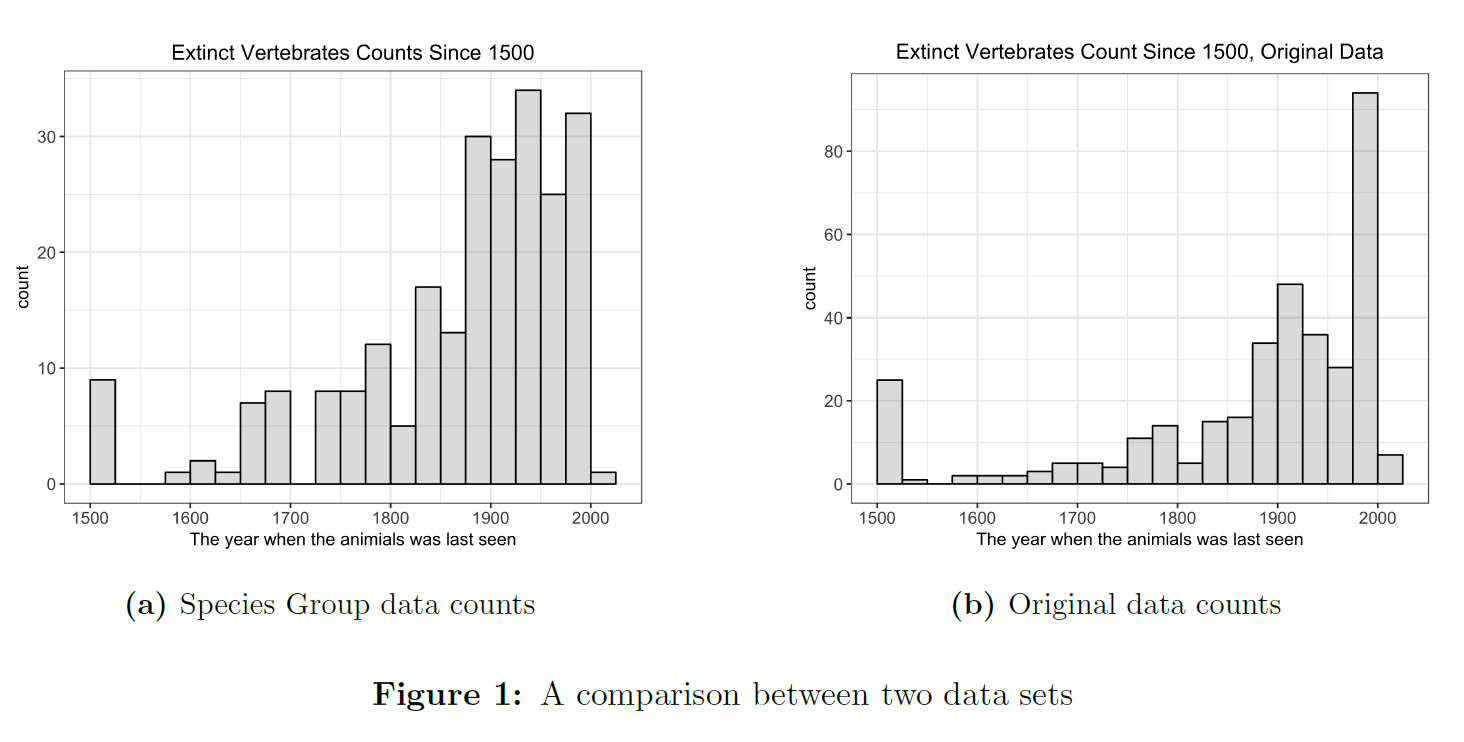 Extinct Vertebrates Counts Since 1500
30
20
10
0
count
1500 1600 1700 1800 1900 2000
The year when the animials was last seen
(a) Species Group data counts
Extinct Vertebrates Count Since 1500, Original Data
80
60
40
20
0
count
1500 1600 1700 1800 1900 2000
The year when the animials was last seen
(b) Original data counts
Figure 1: A comparison between two data sets